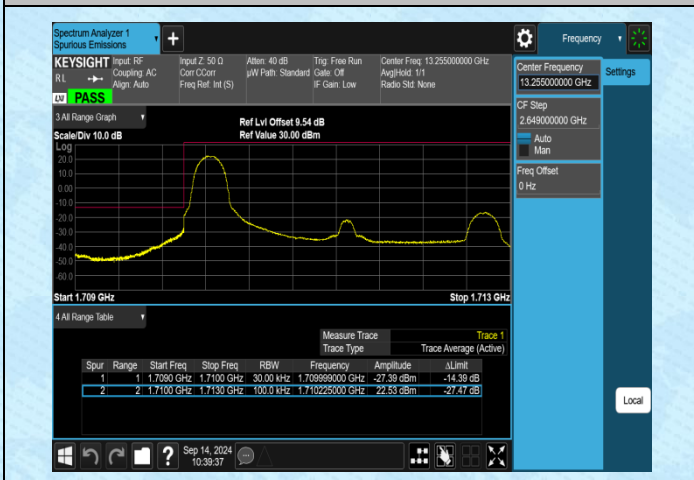 Spectrum Analyzer 1
Spurious Emissions
+
Frequency
KEYSIGHT Input: RF Input Z: 50 Ω Atten: 40 dB Trig: Free Run Center Freq: 13.255000000 GHz
RL Coupling: AC Corr CCorr µW Path: Standard Gate: Off Avg|Hold: 1/1
Align: Auto Freq Ref: Int (S) IF Gain: Low Radio Std: None
LXI PASS
Center Frequency
13.255000000 GHz
Settings
CF Step
2.649000000 GHz
Auto
Man
Freq Offset
0 Hz
3 All Range Graph
Ref Lvl Offset 9.54 dB
Scale/Div 10.0 dB Ref Value 30.00 dBm
Log
20.0
10.0
0.00
-10.0
-20.0
-30.0
-40.0
-50.0
-60.0
Start 1.709 GHz Stop 1.713 GHz
4 All Range Table
Measure Trace Trace 1
Trace Type Trace Average (Active)
Spur Range Start Freq Stop Freq RBW Frequency Amplitude ΔLimit
1 1 1.7090 GHz 1.7100 GHz 30.00 kHz 1.709999000 GHz -27.39 dBm -14.39 dB
2 2 1.7100 GHz 1.7130 GHz 100.0 kHz 1.710225000 GHz 22.53 dBm -27.47 dB
Local
? Sep 14, 2024
10:39:37